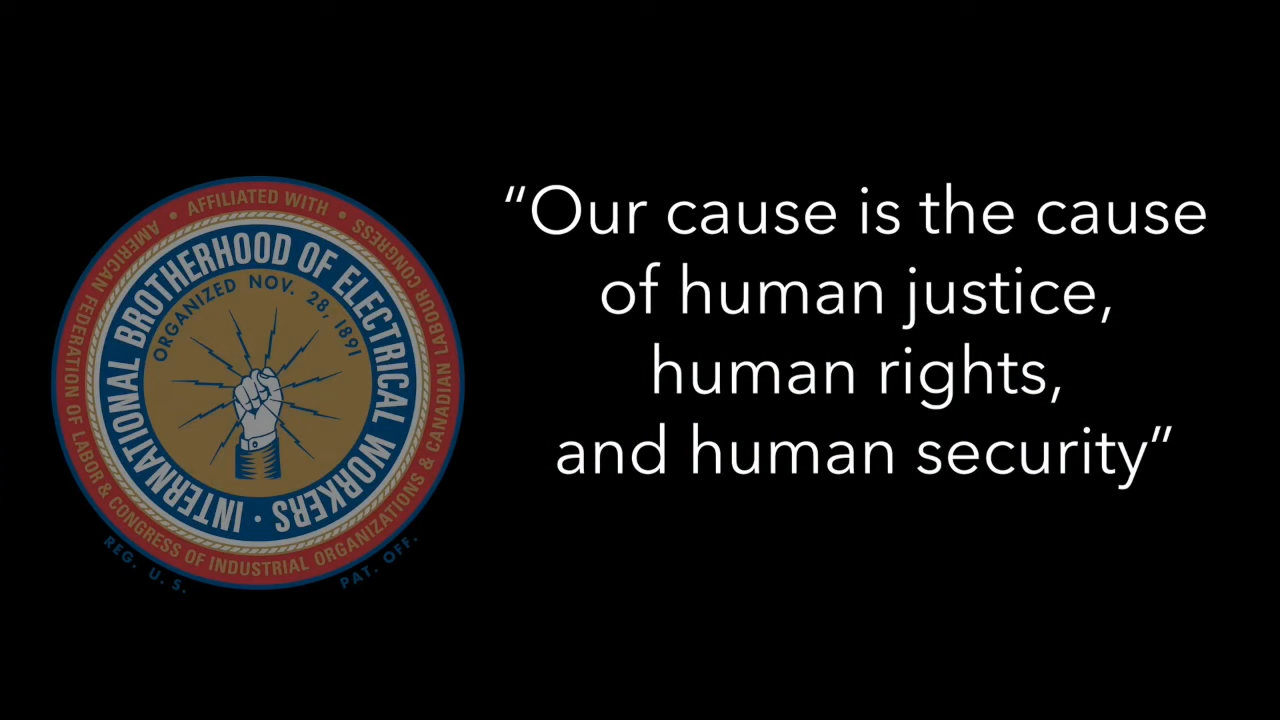 AFFILIATED WITH • AMERICAN FEDERATION OF LABOR & CONGRESS OF INDUSTRIAL ORGANIZATIONS & CANADIAN LABOUR CONGRESS •
INTERNATIONAL BROTHERHOOD OF ELECTRICAL WORKERS •
ORGANIZED NOV. 28, 1891
REG. U.S. PAT. OFF.
“Our cause is the cause
of human justice,
human rights,
and human security”